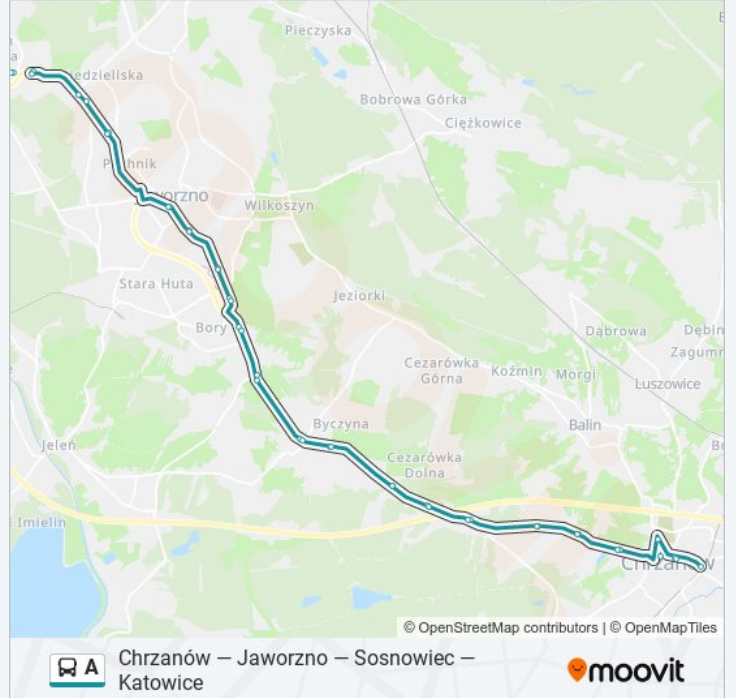 Pieczyska
Niedzieliska
Bobrowa Górka
Ciężkowice
Jaworzno
Wilkoszyn
Stara Huta
Jeziorki
Bory
Dąbrowa
Cezarówka
Górna
Koźmin
Morgi
Luszowice
Byczyna
Balin
Jeleń
Cezarówka
Dolna
Imielin
Chrzanów
© OpenStreetMap contributors | © OpenMapTiles
A
Chrzanów — Jaworzno — Sosnowiec —
Katowice
moovit